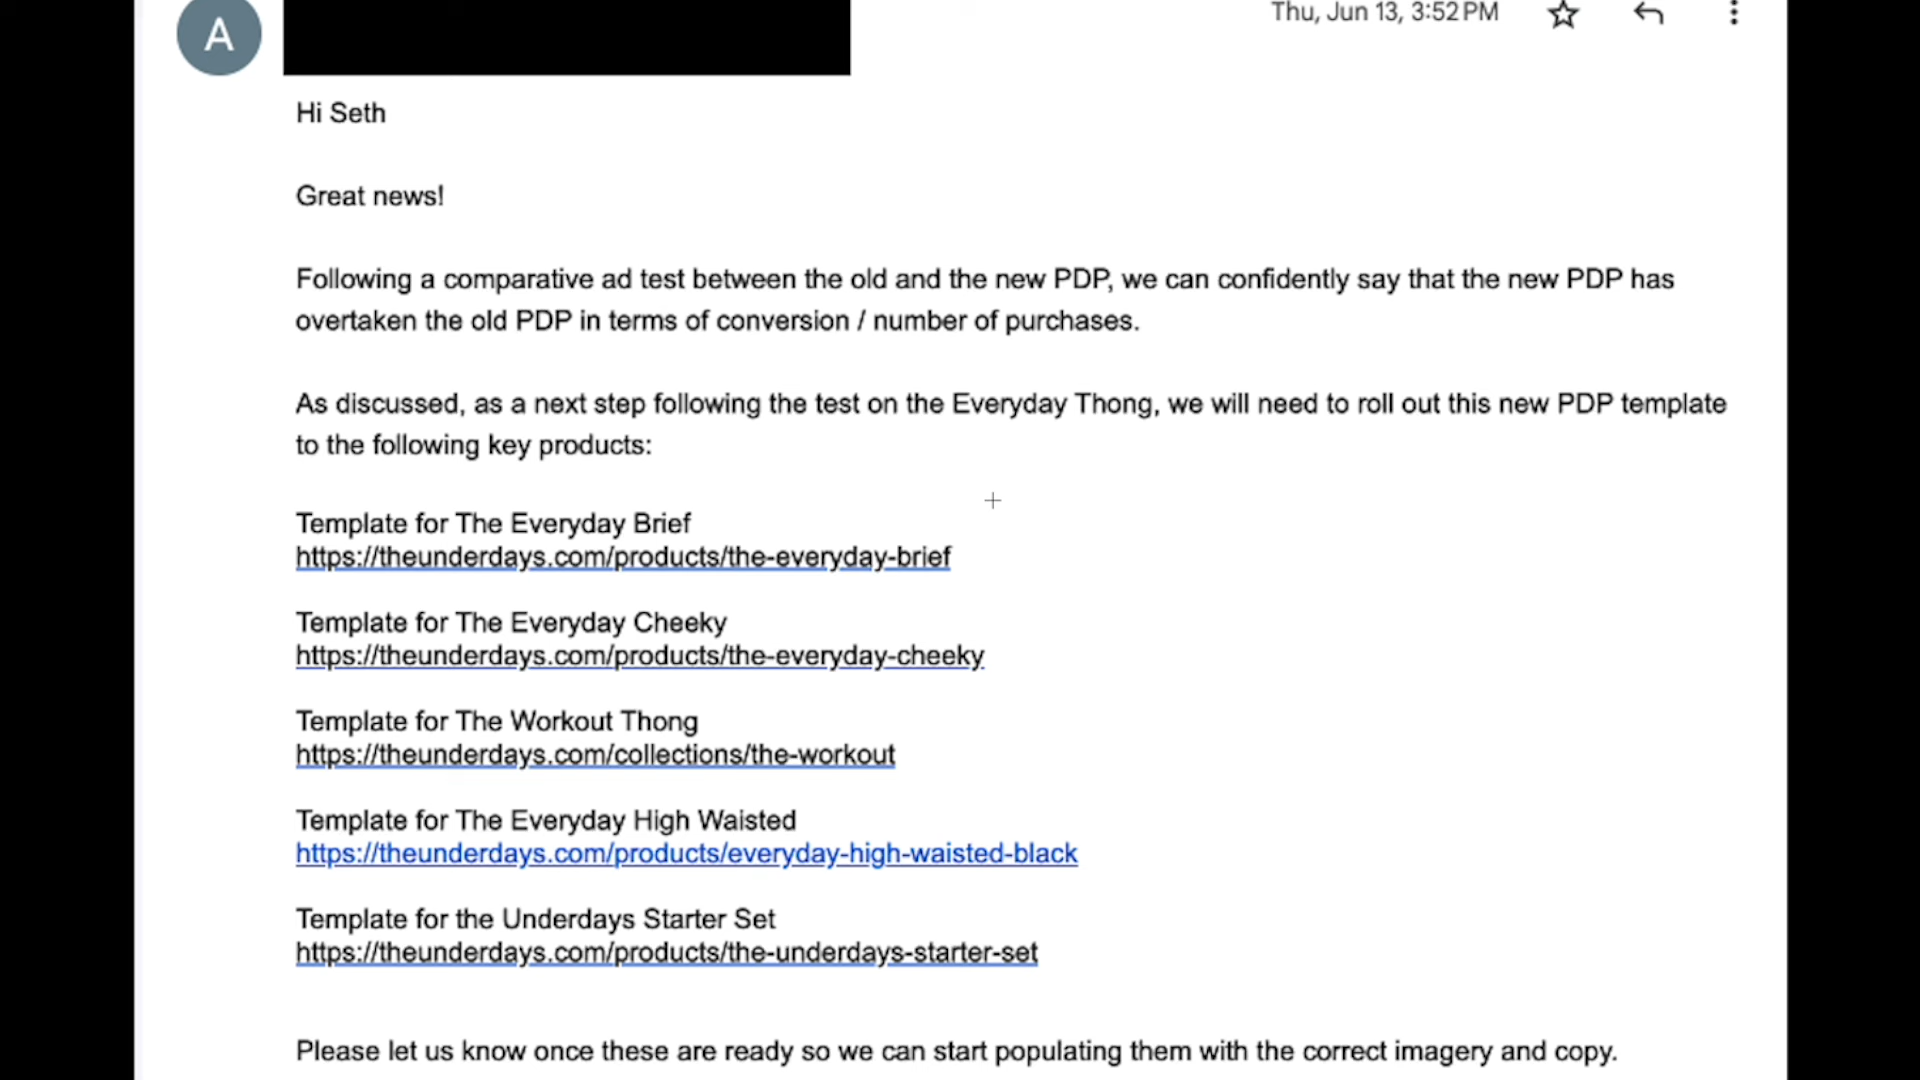 A
Thu, Jun 13, 3:52 PM
Hi Seth
Great news!
Following a comparative ad test between the old and the new PDP, we can confidently say that the new PDP has
overtaken the old PDP in terms of conversion / number of purchases.
As discussed, as a next step following the test on the Everyday Thong, we will need to roll out this new PDP template
to the following key products:
Template for The Everyday Brief
https://theunderdays.com/products/the-everyday-brief
Template for The Everyday Cheeky
https://theunderdays.com/products/the-everyday-cheeky
Template for The Workout Thong
https://theunderdays.com/collections/the-workout
Template for The Everyday High Waisted
https://theunderdays.com/products/everyday-high-waisted-black
Template for the Underdays Starter Set
https://theunderdays.com/products/the-underdays-starter-set
Please let us know once these are ready so we can start populating them with the correct imagery and copy.